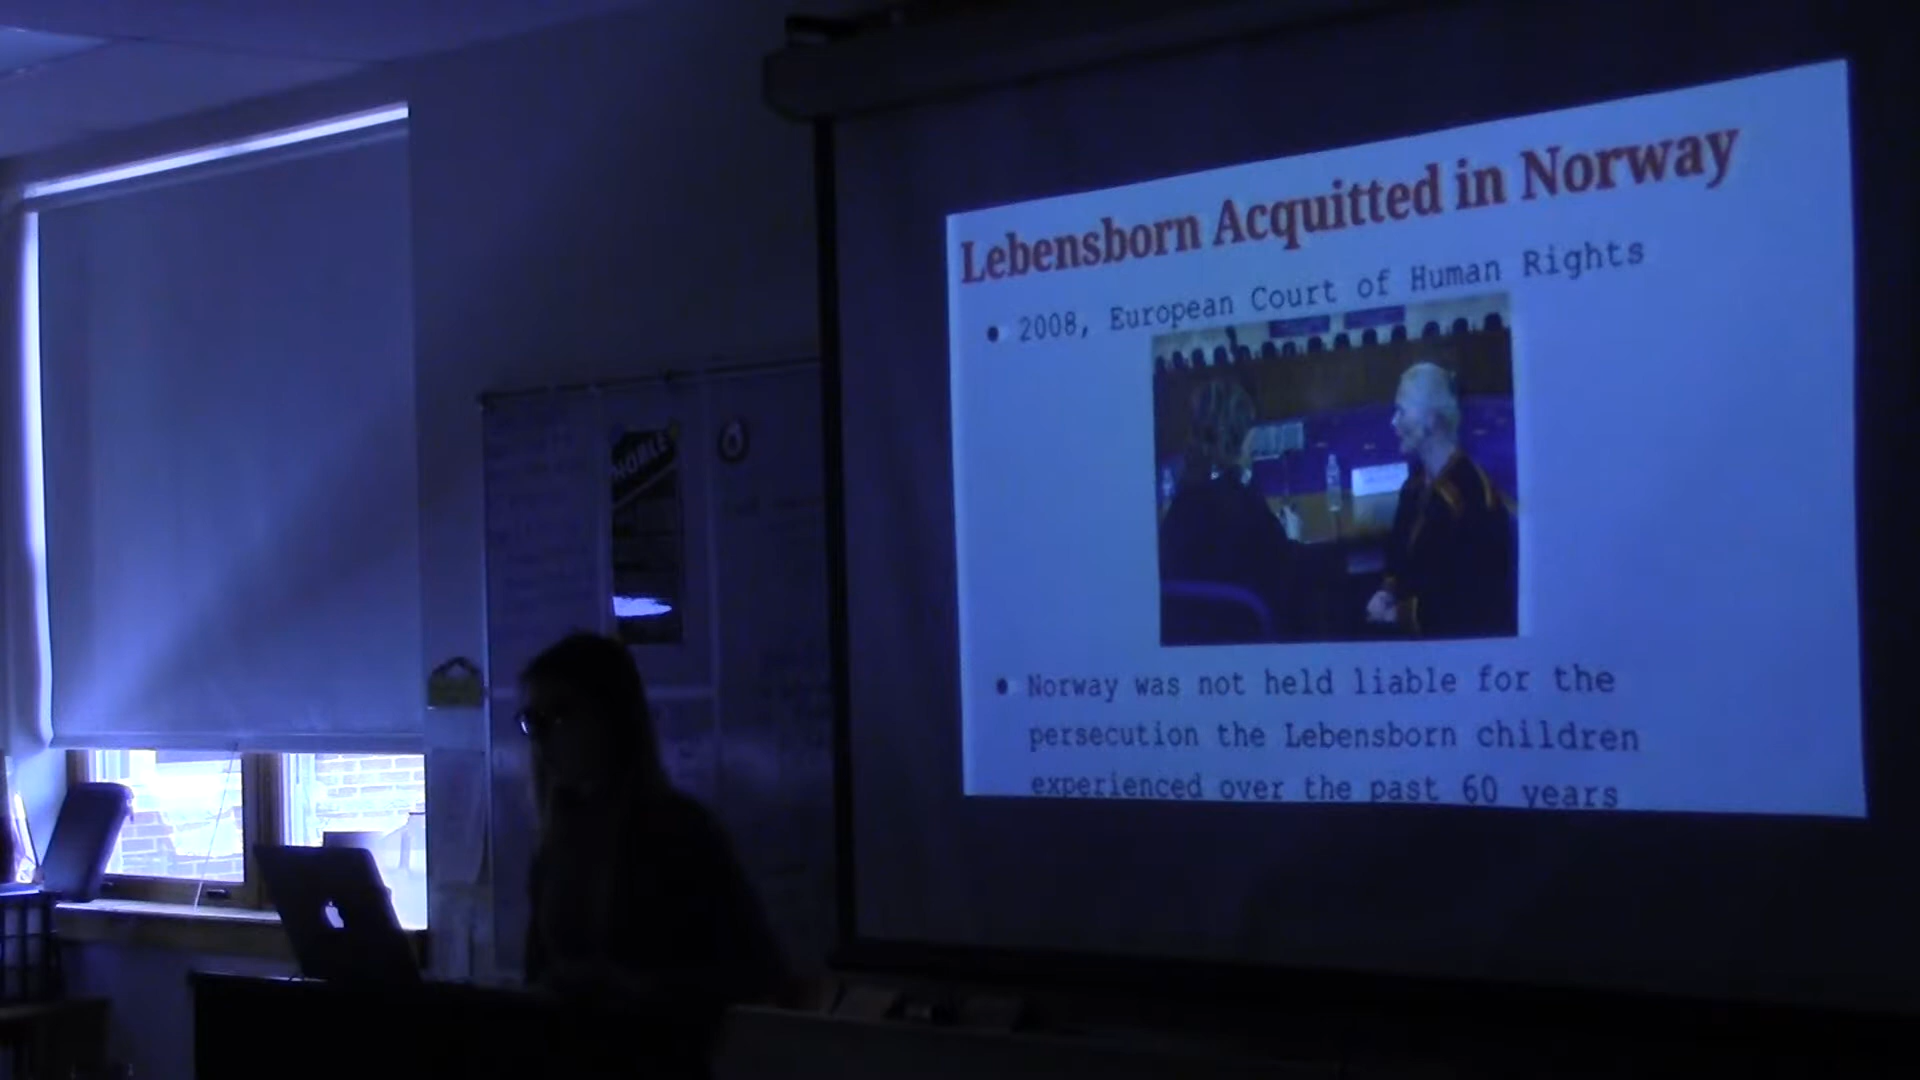 Lebensborn Acquitted in Norway
• 2008, European Court of Human Rights
NOBLE
• Norway was not held liable for the
persecution the Lebensborn children
experienced over the past 60 years